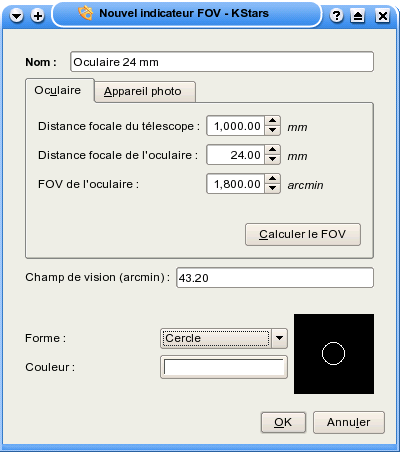 Nouvel indicateur FOV - KStars
Nom : Oculaire 24 mm
Oculaire Appareil photo
Distance focale du télescope : 1,000.00 mm
Distance focale de l'oculaire : 24.00 mm
FOV de l'oculaire : 1,800.00 arcmin
Calculer le FOV
Champ de vision (arcmin) : 43.20
Forme : Cercle
Couleur :
OK Annuler